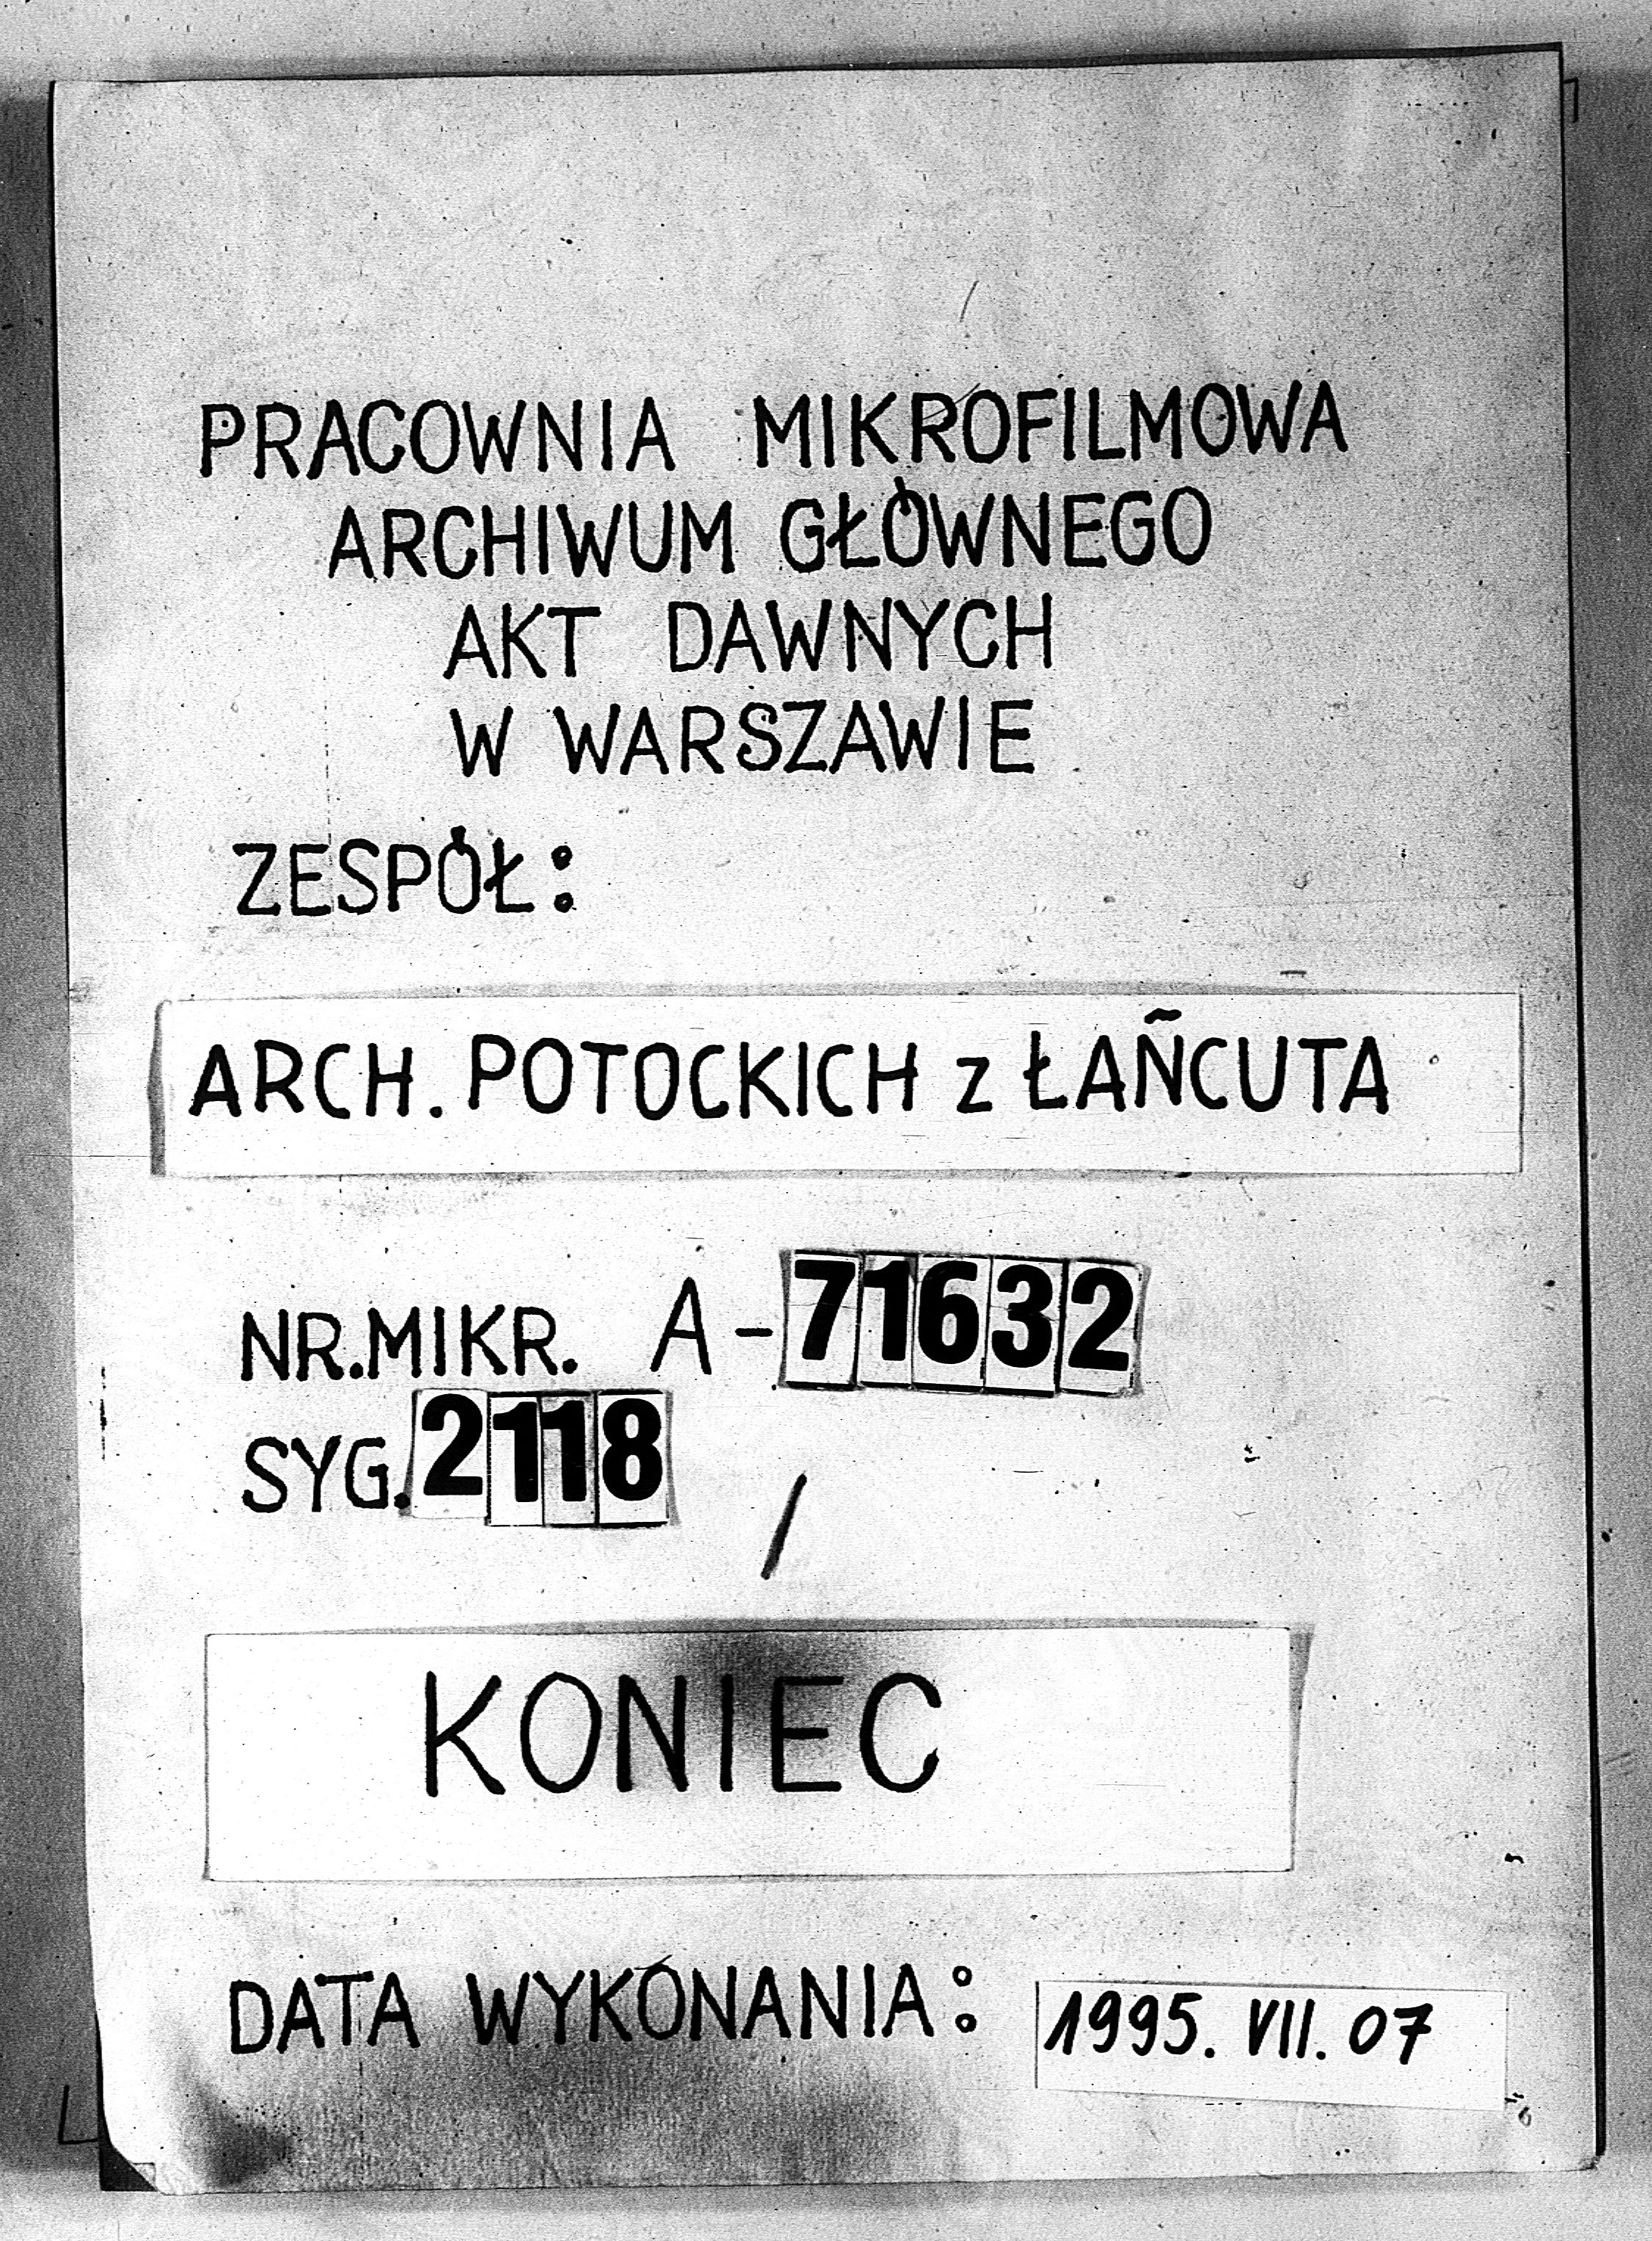 PRACOWNIA MIKROFILMOWA
ARCHIWUM GŁÓWNEGO
AKT DAWNYCH
W WARSZAWIE
ZESPÓŁ:
ARCH. POTOCKICH z ŁAŃCUTA
NR.MIKR. A-71632
SYG. 2118
KONIEC
DATA WYKONANIA: 1995. VII. 07